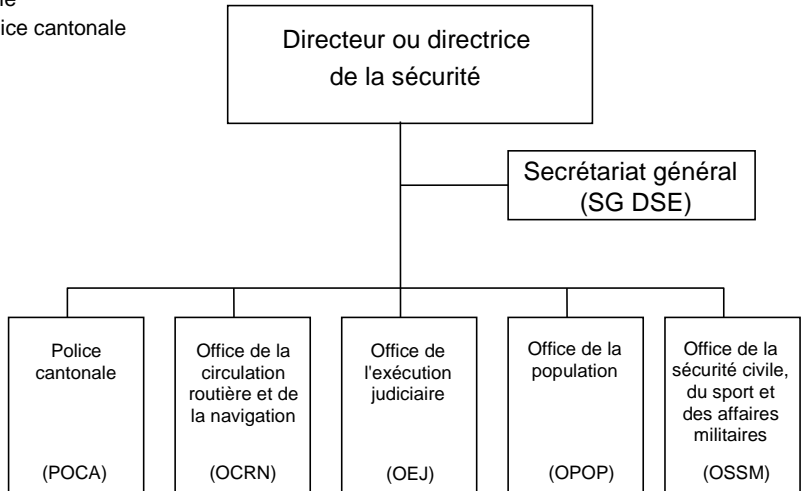 ice cantonale
Directeur ou directrice
de la sécurité
Secrétariat général
(SG DSE)
Police
cantonale
(POCA)
Office de la
circulation
routière et de
la navigation
(OCRN)
Office de
l'exécution
judiciaire
(OEJ)
Office de la
population
(OPOP)
Office de la
sécurité civile,
du sport et
des affaires
militaires
(OSSM)